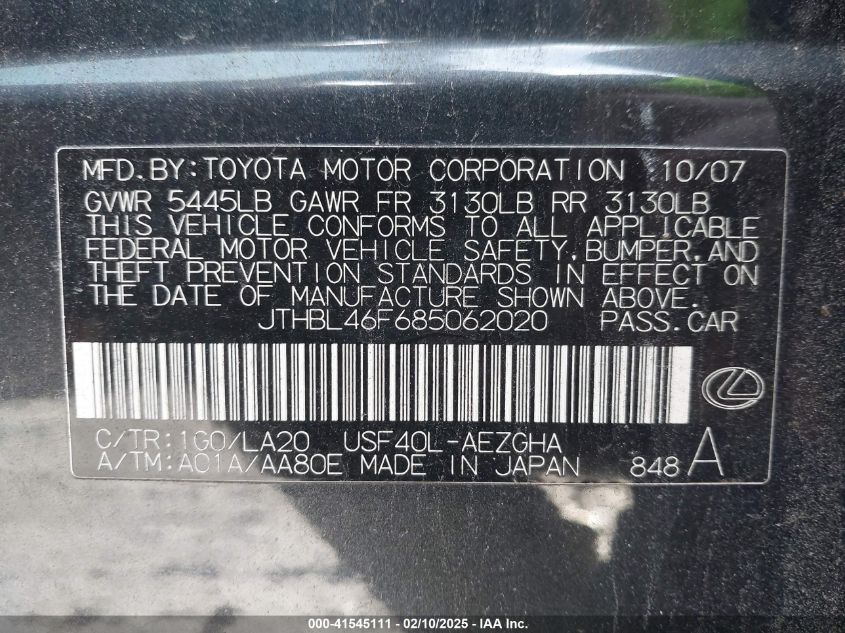 MFD.BY:TOYOTA MOTOR CORPORATION 10/07
GVWR 5445LB GAWR FR 3130LB RR 3130LB
THIS VEHICLE CONFORMS TO ALL APPLICABLE
FEDERAL MOTOR VEHICLE SAFETY,BUMPER,AND
THEFT PREVENTION STANDARDS IN EFFECT ON
THE DATE OF MANUFACTURE SHOWN ABOVE.
JTHBL46F685062020 PASS.CAR
C/TR:1G0/LA20 USF40L-AEZGHA
A/TM:A01A/AA80E MADE IN JAPAN 848 A
000-41545111 - 02/10/2025 - IAA Inc.